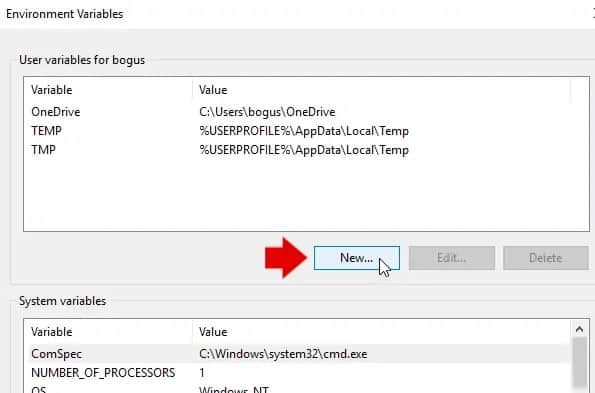 Environment Variables
User variables for bogus
Variable Value
OneDrive C:\Users\bogus\OneDrive
TEMP %USERPROFILE%\AppData\Local\Temp
TMP %USERPROFILE%\AppData\Local\Temp
New... Edit... Delete
System variables
Variable Value
ComSpec C:\Windows\system32\cmd.exe
NUMBER_OF_PROCESSORS 1
OS Windows_NT